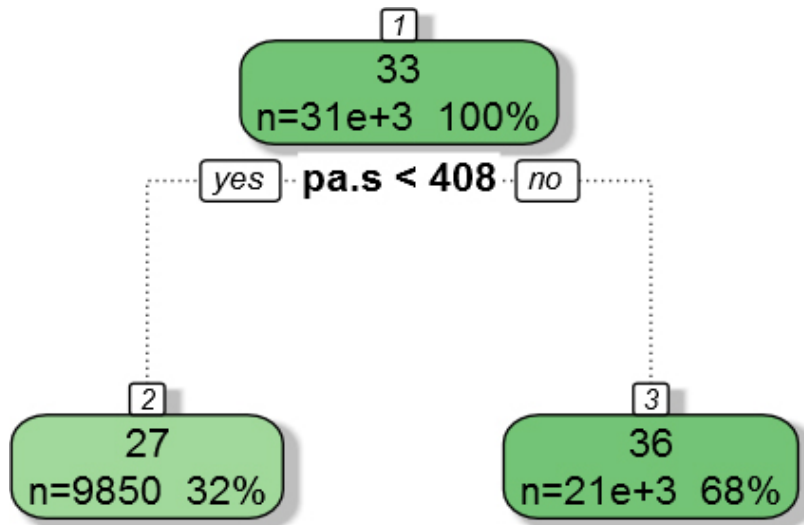 1
33
n=31e+3 100%
yes pa.s < 408 no
2
27
n=9850 32%
3
36
n=21e+3 68%